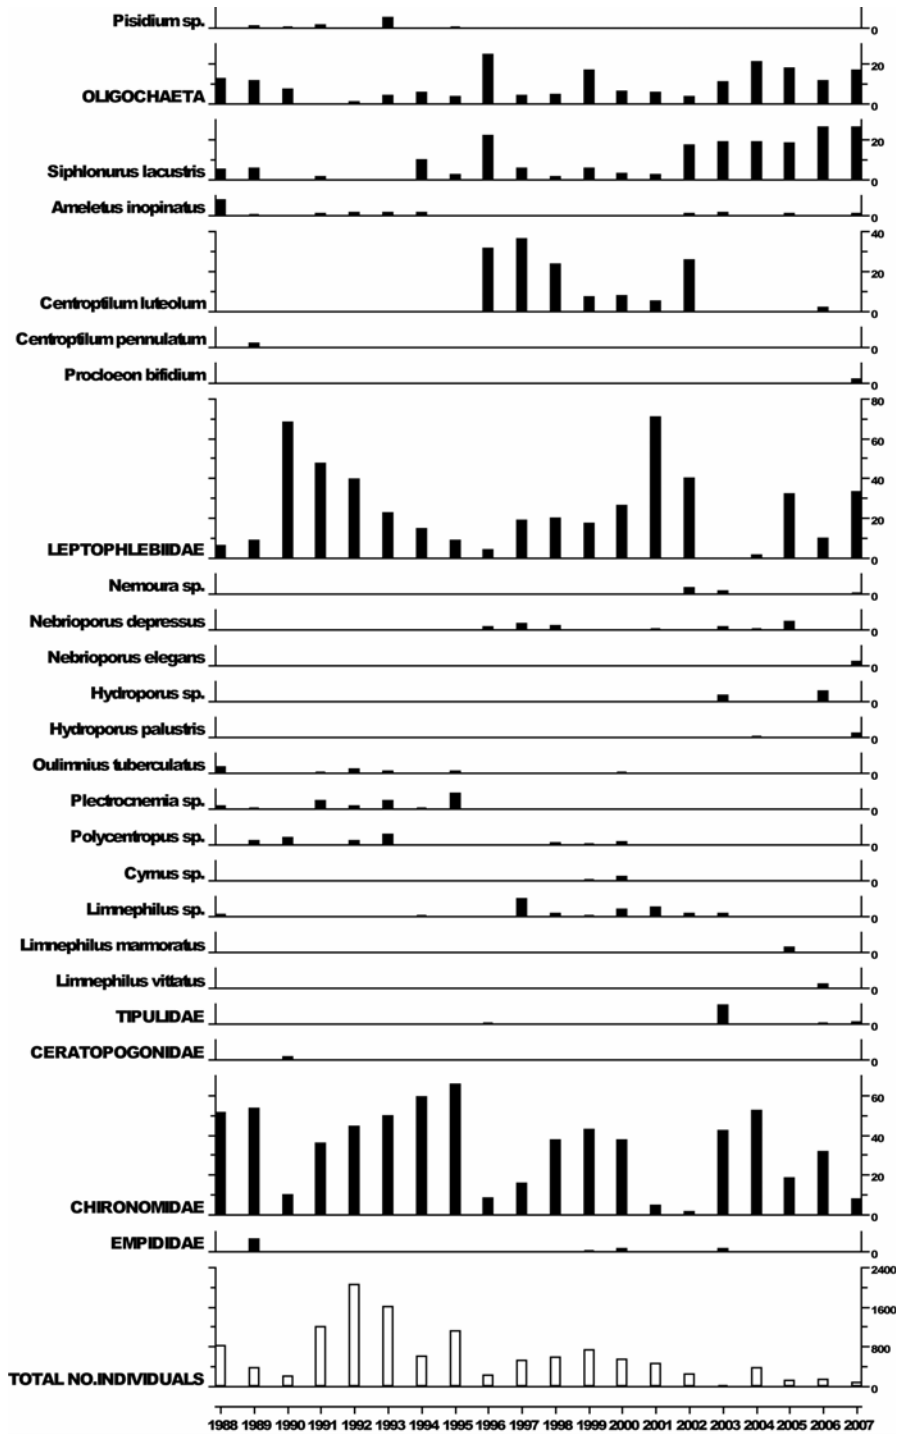 Pisidium sp.
0
20
OLIGOCHAETA
0
20
Siphlonurus lacustris
0
Ameletus inopinatus
0
40
20
Centroptilum luteolum
0
Centroptilum pennulatum
0
Procloeon bifidium
0
80
60
40
20
LEPTOPHLEBIIDAE
0
Nemoura sp.
0
Nebrioporus depressus
0
Nebrioporus elegans
0
Hydroporus sp.
0
Hydroporus palustris
0
Oulimnius tuberculatus
0
Plectrocnemia sp.
0
Polycentropus sp.
0
Cyrnus sp.
0
Limnephilus sp.
0
Limnephilus marmoratus
0
Limnephilus vittatus
0
TIPULIDAE
0
CERATOPOGONIDAE
0
60
40
20
CHIRONOMIDAE
0
EMPIDIDAE
0
2400
1600
800
TOTAL NO.INDIVIDUALS
0
1988 1989 1990 1991 1992 1993 1994 1995 1996 1997 1998 1999 2000 2001 2002 2003 2004 2005 2006 2007